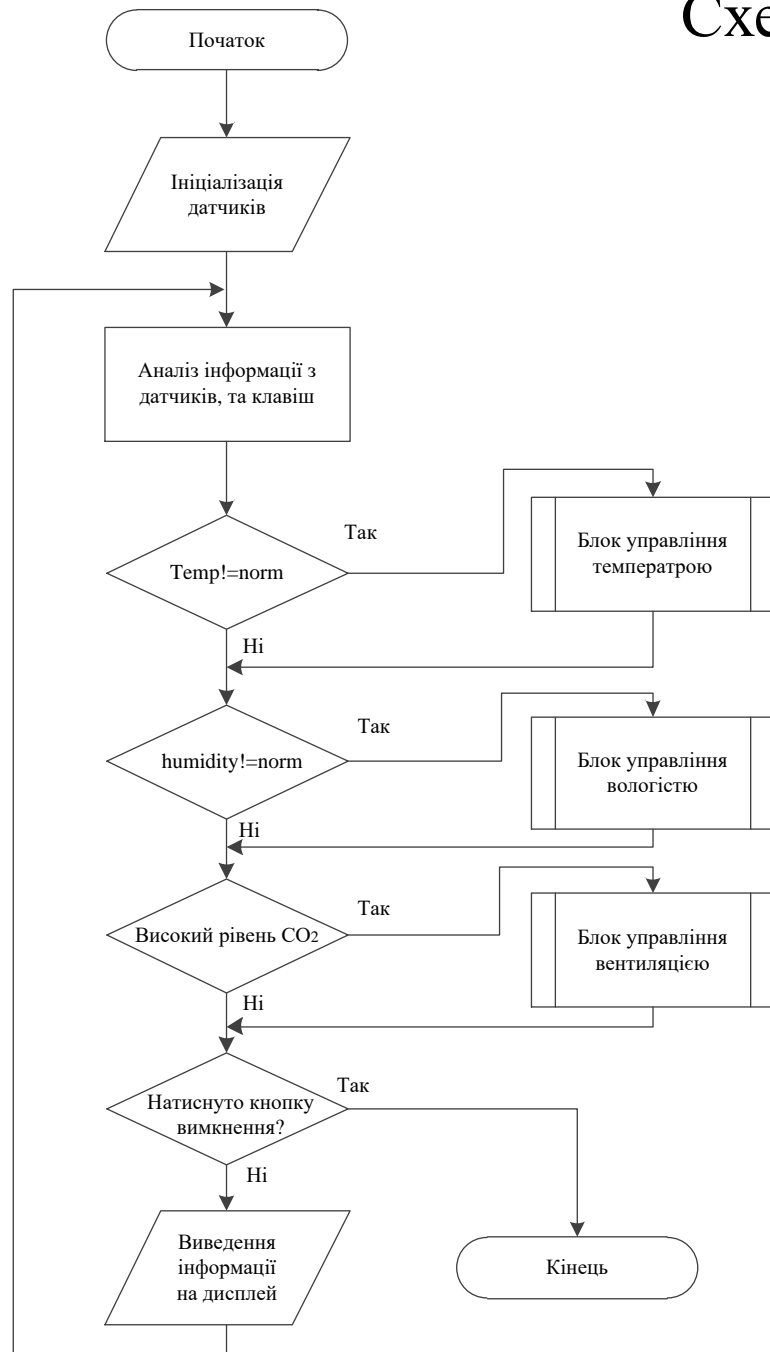 Схе
Початок
Ініціалізація
датчиків
Аналіз інформації з
датчиків, та клавіш
Temp!=norm
Так
Блок управління
температрою
Ні
humidity!=norm
Так
Блок управління
вологістю
Ні
Високий рівень CO2
Так
Блок управління
вентиляцією
Ні
Натиснуто кнопку
вимкнення?
Так
Ні
Виведення
інформації
на дисплей
Кінець